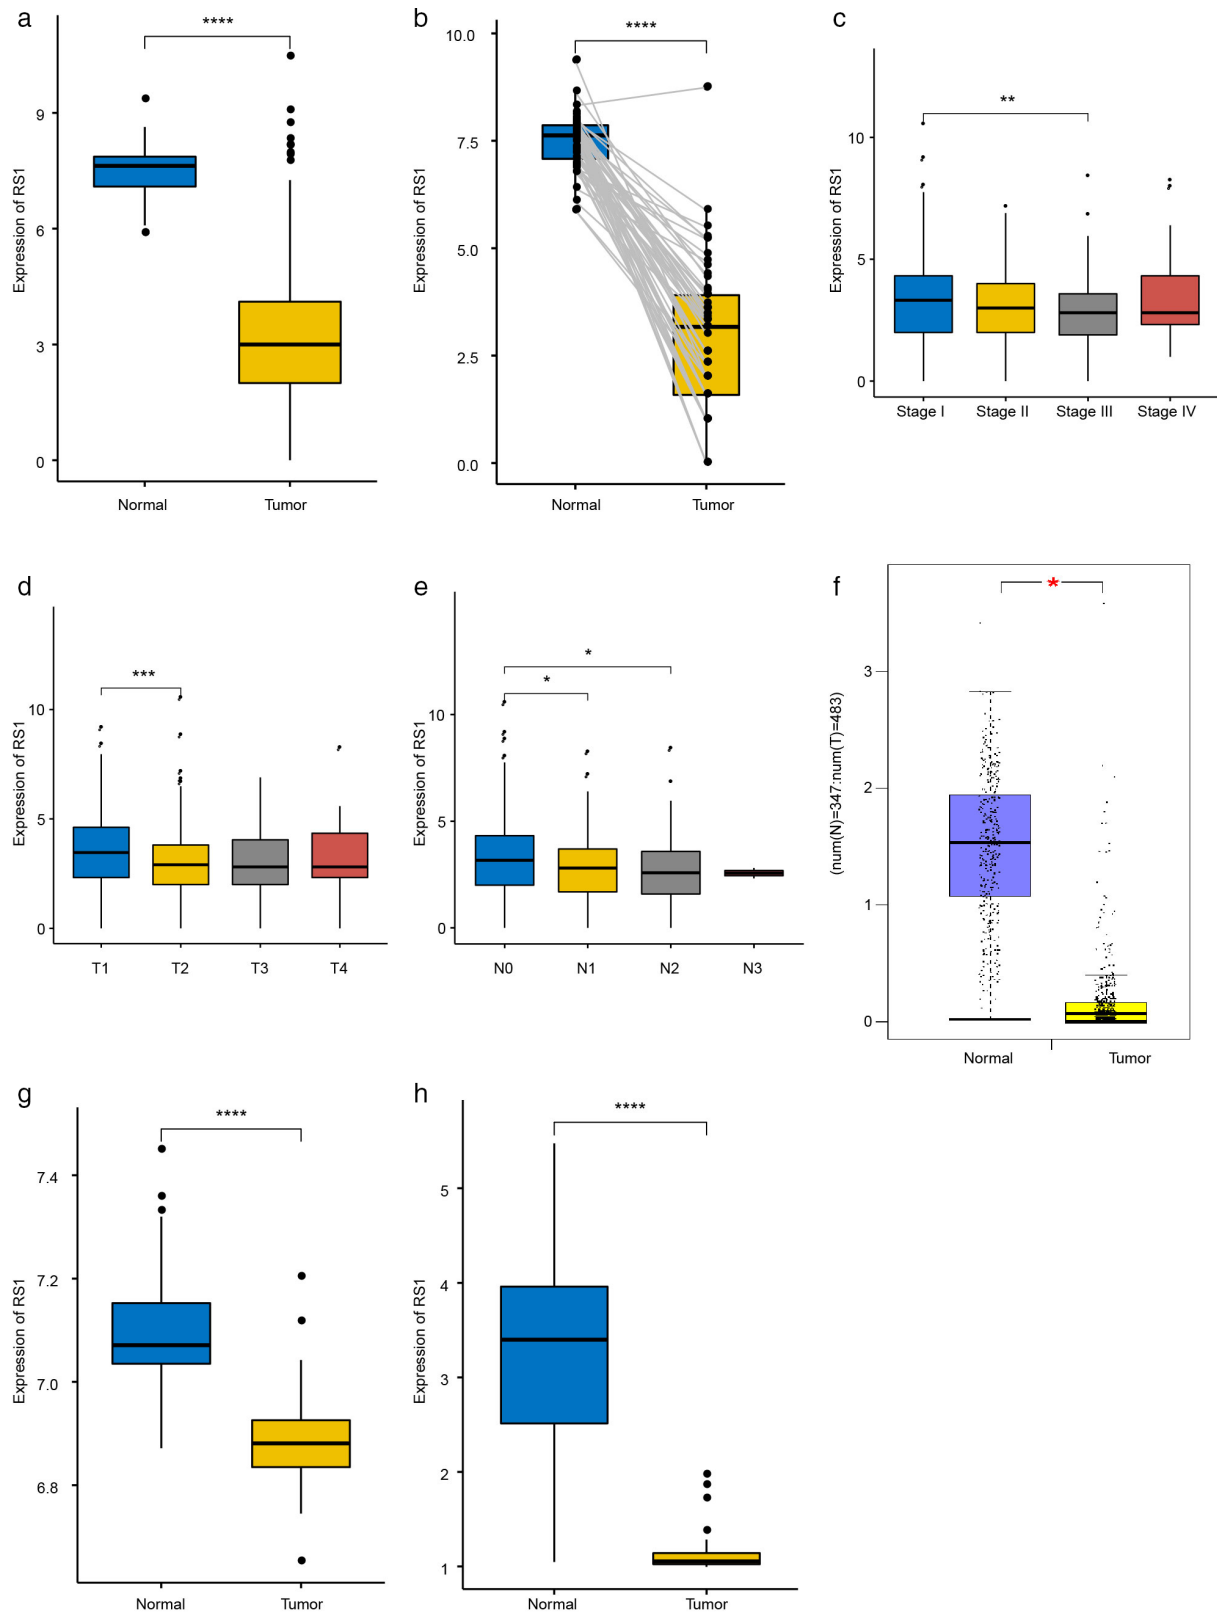 a
****
Expression of RS1
9
6
3
0
Normal Tumor
b
****
Expression of RS1
10.0
7.5
5.0
2.5
0.0
Normal Tumor
c
**
Expression of RS1
10
5
0
Stage I Stage II Stage III Stage IV
d
***
Expression of RS1
10
5
0
T1 T2 T3 T4
e
*
*
Expression of RS1
10
5
0
N0 N1 N2 N3
f
*
(num(N)=347:num(T)=483)
3
2
1
0
Normal Tumor
g
****
Expression of RS1
7.4
7.2
7.0
6.8
Normal Tumor
h
****
Expression of RS1
5
4
3
2
1
Normal Tumor